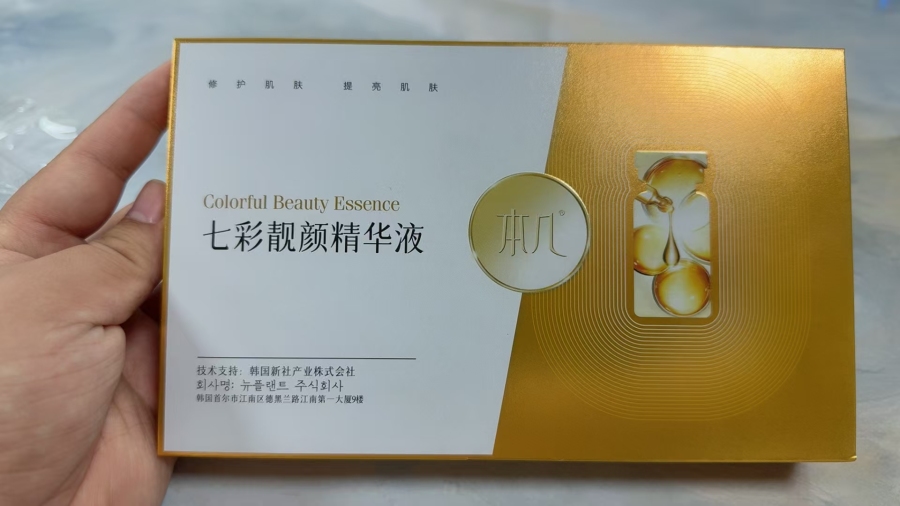 修护肌肤 提亮肌肤
Colorful Beauty Essence
七彩靓颜精华液
本几®
技术支持：韩国新社产业株式会社
회사명: 뉴플랜트 주식회사
韩国首尔市江南区德黑兰路江南第一大厦9楼